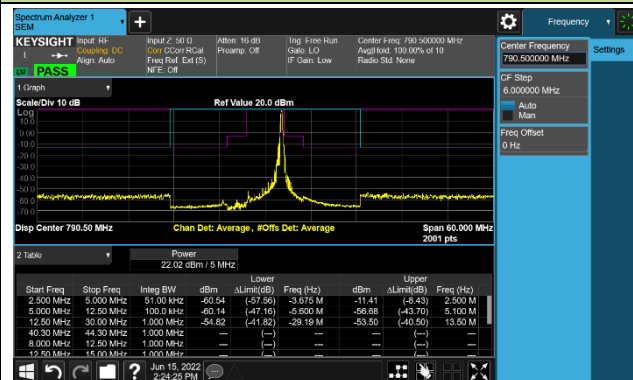 Spectrum Analyzer 1
SEM
Frequency
KEYSIGHT
L
PASS
Input: RF
Coupling: DC
Align: Auto
Input Z: 50 Ω
Corr CCorr RCal
Freq Ref: Ext (S)
NFE: Off
Atten: 16 dB
Preamp: Off
Trig: Free Run
Gate: LO
IF Gain: Low
Center Freq: 790.500000 MHz
Avg|Hold: 100.00% of 10
Radio Std: None
Center Frequency
790.500000 MHz
Settings
CF Step
6.000000 MHz
Auto
Man
Freq Offset
0 Hz
1 Graph
Scale/Div 10 dB
Ref Value 20.0 dBm
Log
10.0
0.00
-10.0
-20.0
-30.0
-40.0
-50.0
-60.0
-70.0
Disp Center 790.50 MHz
Chan Det: Average , #Offs Det: Average
Span 60.000 MHz
2001 pts
2 Table
Power
22.02 dBm / 5 MHz
Lower Upper
Start Freq Stop Freq Integ BW dBm ΔLimit(dB) Freq (Hz) dBm ΔLimit(dB) Freq (Hz)
2.500 MHz 5.000 MHz 51.00 kHz -60.54 (-57.56) -3.675 M -11.41 (-8.43) 2.500 M
5.000 MHz 12.50 MHz 100.0 kHz -60.14 (-47.16) -5.600 M -56.68 (-43.70) 5.100 M
12.50 MHz 30.00 MHz 1.000 MHz -54.82 (-41.82) -29.19 M -53.50 (-40.50) 13.50 M
40.30 MHz 44.30 MHz 1.000 MHz --- (---) --- --- (---) ---
8.000 MHz 12.50 MHz 1.000 MHz --- (---) --- --- (---) ---
12.50 MHz 15.00 MHz 1.000 MHz --- (---) --- --- (---) ---
?
Jun 15, 2022
2:24:25 PM